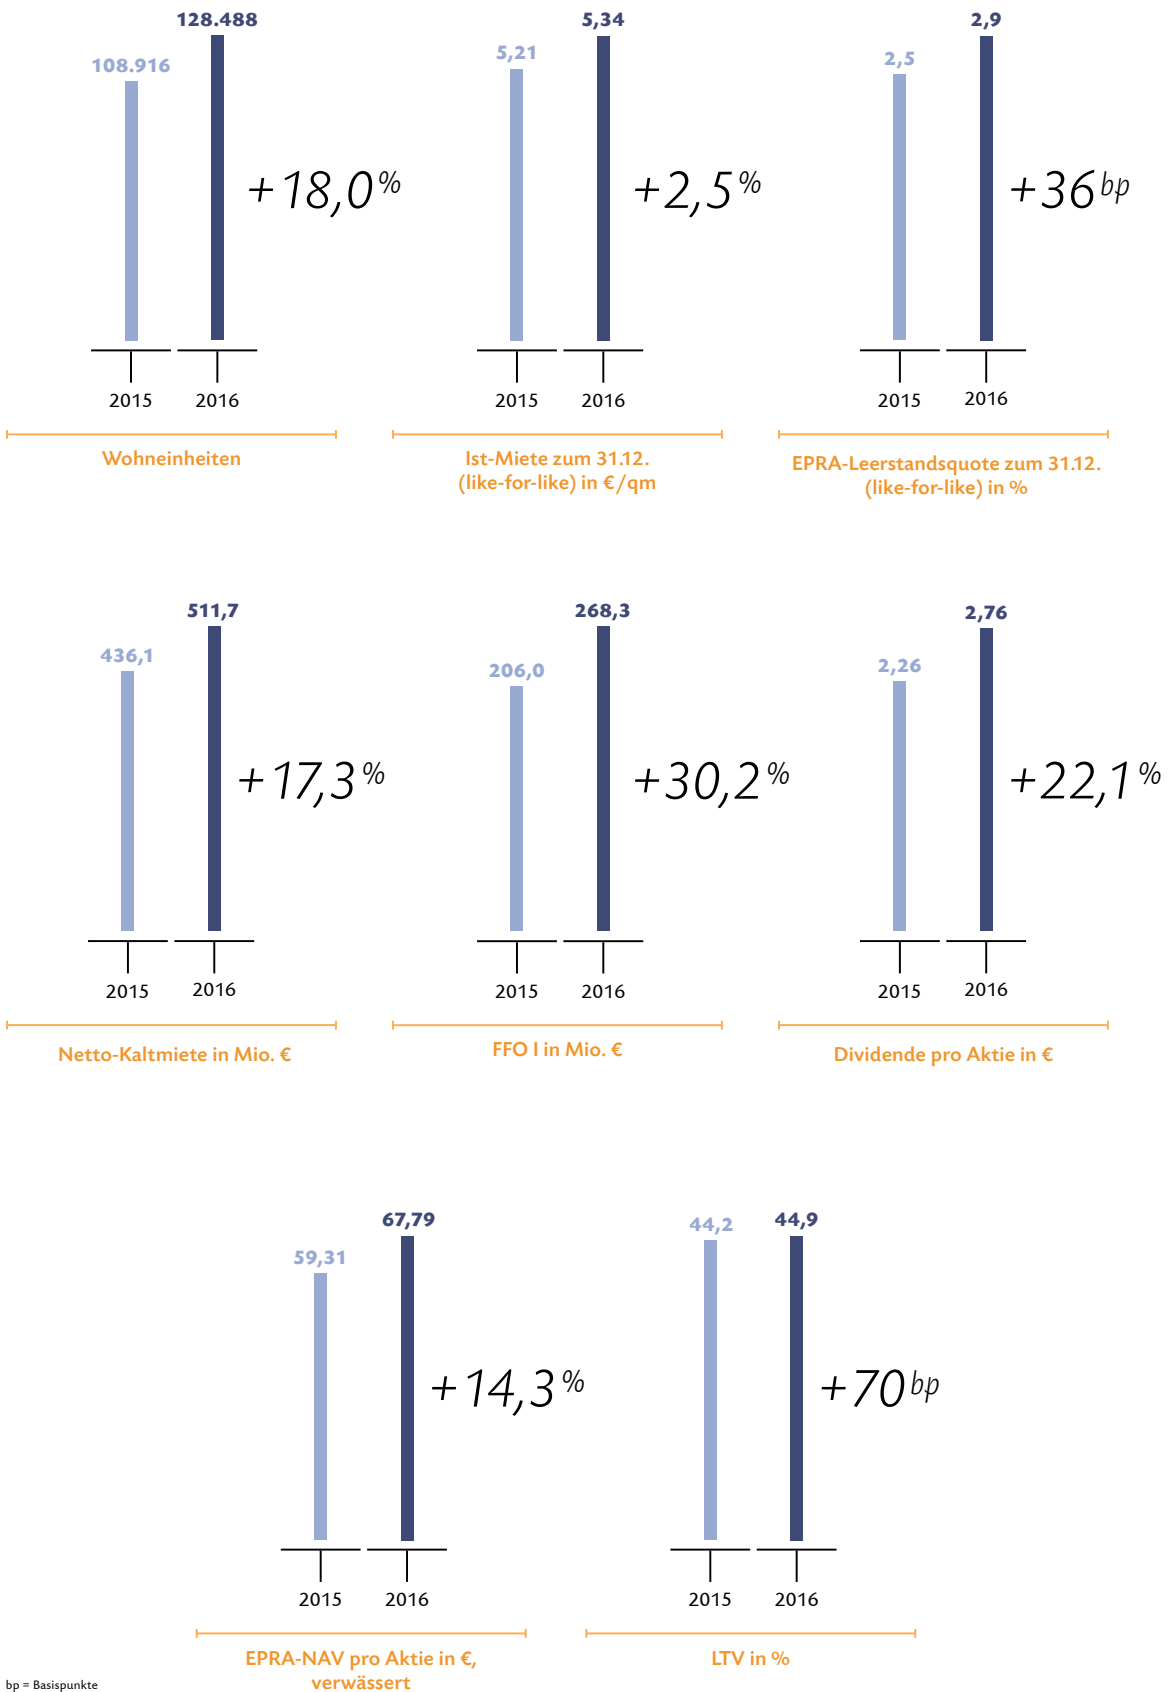 108.916
128.488
+18,0 %
2015
2016
Wohneinheiten
5,21
5,34
+2,5 %
2015
2016
Ist-Miete zum 31.12.
(like-for-like) in €/qm
2,5
2,9
+36 bp
2015
2016
EPRA-Leerstandsquote zum 31.12.
(like-for-like) in %
436,1
511,7
+17,3 %
2015
2016
Netto-Kaltmiete in Mio. €
206,0
268,3
+30,2 %
2015
2016
FFO I in Mio. €
2,26
2,76
+22,1 %
2015
2016
Dividende pro Aktie in €
59,31
67,79
+14,3 %
2015
2016
EPRA-NAV pro Aktie in €,
verwässert
44,2
44,9
+70 bp
2015
2016
LTV in %
bp = Basispunkte